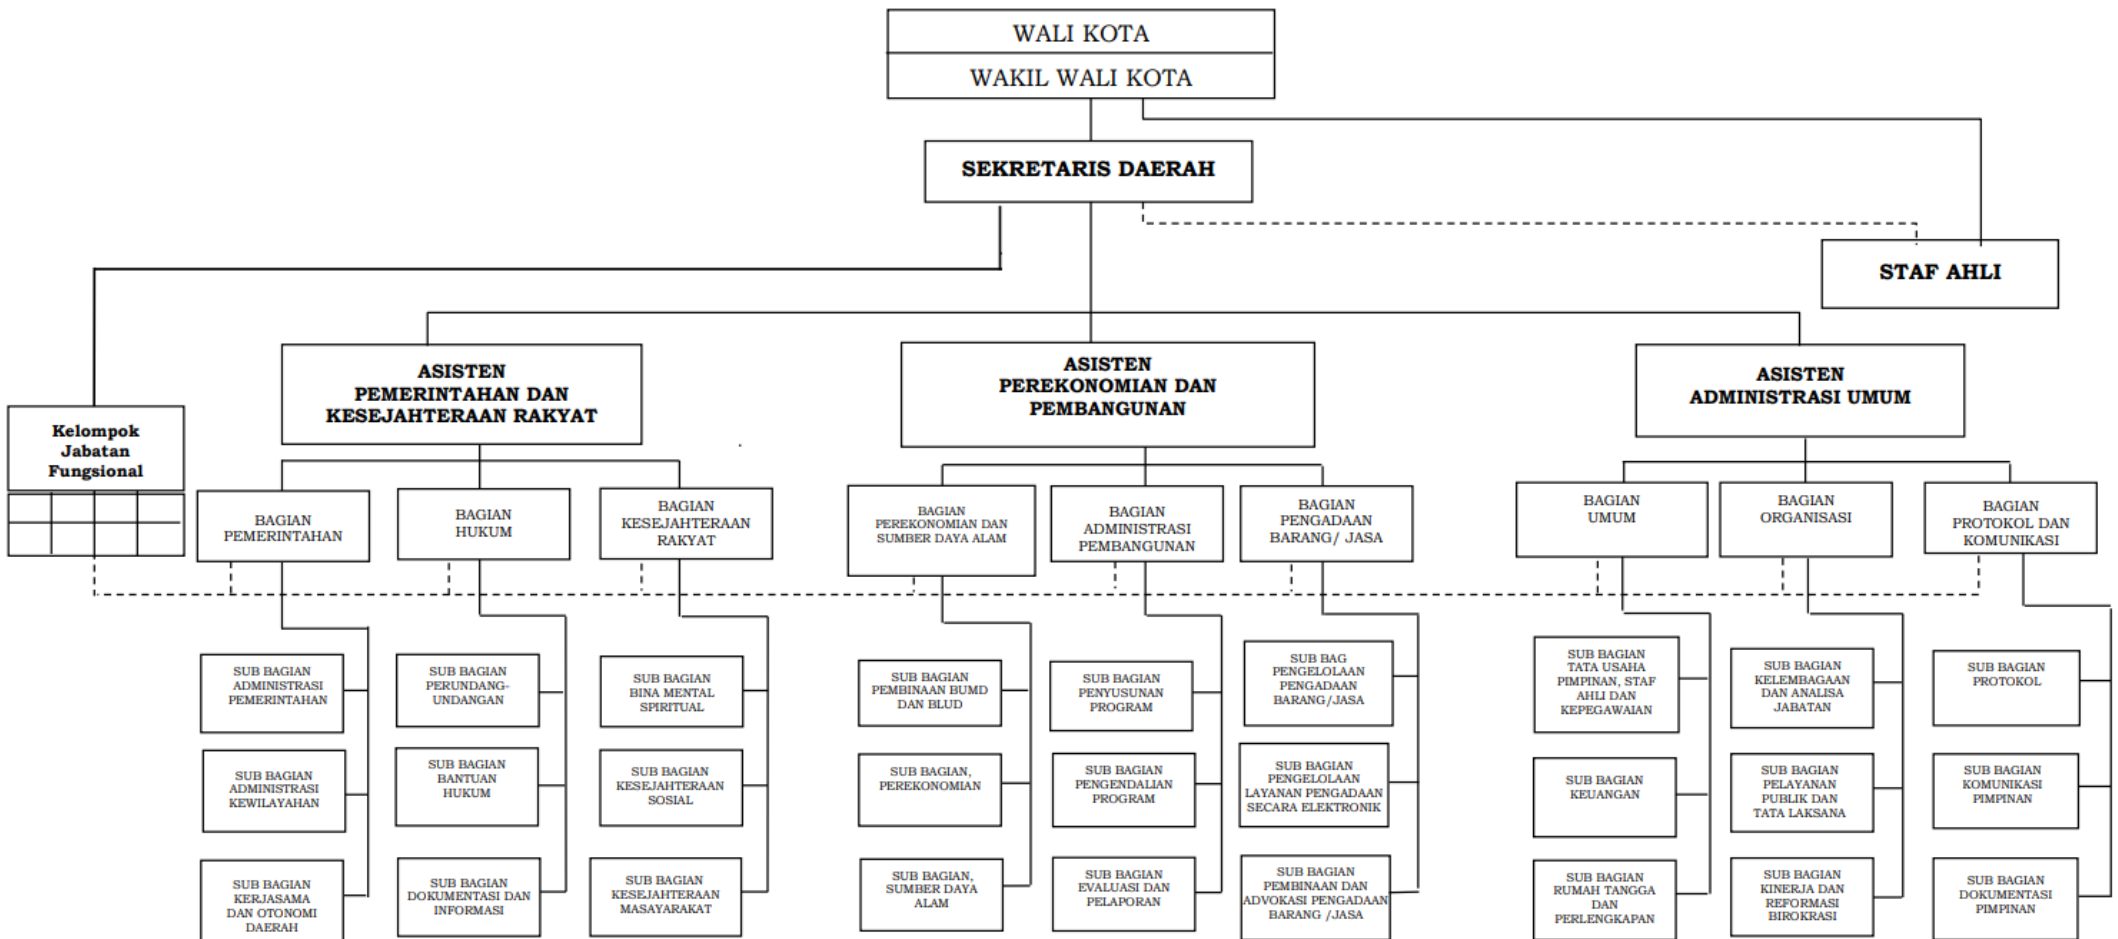 WALI KOTA
WAKIL WALI KOTA
SEKRETARIS DAERAH
STAF AHLI
ASISTEN
PEMERINTAHAN DAN
KESEJAHTERAAN RAKYAT
ASISTEN
PEREKONOMIAN DAN
PEMBANGUNAN
ASISTEN
ADMINISTRASI UMUM
Kelompok
Jabatan
Fungsional
BAGIAN
PEMERINTAHAN
BAGIAN
HUKUM
BAGIAN
KESEJAHTERAAN
RAKYAT
BAGIAN
PEREKONOMIAN DAN
SUMBER DAYA ALAM
BAGIAN
ADMINISTRASI
PEMBANGUNAN
BAGIAN
PENGADAAN
BARANG/ JASA
BAGIAN
UMUM
BAGIAN
ORGANISASI
BAGIAN
PROTOKOL DAN
KOMUNIKASI
SUB BAGIAN
ADMINISTRASI
PEMERINTAHAN
SUB BAGIAN
PERUNDANG-
UNDANGAN
SUB BAGIAN
BINA MENTAL
SPIRITUAL
SUB BAGIAN
PEMBINAAN BUMD
DAN BLUD
SUB BAGIAN
PENYUSUNAN
PROGRAM
SUB BAG
PENGELOLAAN
PENGADAAN
BARANG/JASA
SUB BAGIAN
TATA USAHA
PIMPINAN, STAF
AHLI DAN
KEPEGAWAIAN
SUB BAGIAN
KELEMBAGAAN
DAN ANALISA
JABATAN
SUB BAGIAN
PROTOKOL
SUB BAGIAN
ADMINISTRASI
KEWILAYAHAN
SUB BAGIAN
BANTUAN
HUKUM
SUB BAGIAN
KESEJAHTERAAN
SOSIAL
SUB BAGIAN,
PEREKONOMIAN
SUB BAGIAN
PENGENDALIAN
PROGRAM
SUB BAGIAN
PENGELOLAAN
LAYANAN PENGADAAN
SECARA ELEKTRONIK
SUB BAGIAN
KEUANGAN
SUB BAGIAN
PELAYANAN
PUBLIK DAN
TATA LAKSANA
SUB BAGIAN
KOMUNIKASI
PIMPINAN
SUB BAGIAN
KERJASAMA
DAN OTONOMI
DAERAH
SUB BAGIAN
DOKUMENTASI DAN
INFORMASI
SUB BAGIAN
KESEJAHTERAAN
MASAYARAKAT
SUB BAGIAN,
SUMBER DAYA
ALAM
SUB BAGIAN
EVALUASI DAN
PELAPORAN
SUB BAGIAN
PEMBINAAN DAN
ADVOKASI PENGADAAN
BARANG /JASA
SUB BAGIAN
RUMAH TANGGA
DAN
PERLENGKAPAN
SUB BAGIAN
KINERJA DAN
REFORMASI
BIROKRASI
SUB BAGIAN
DOKUMENTASI
PIMPINAN